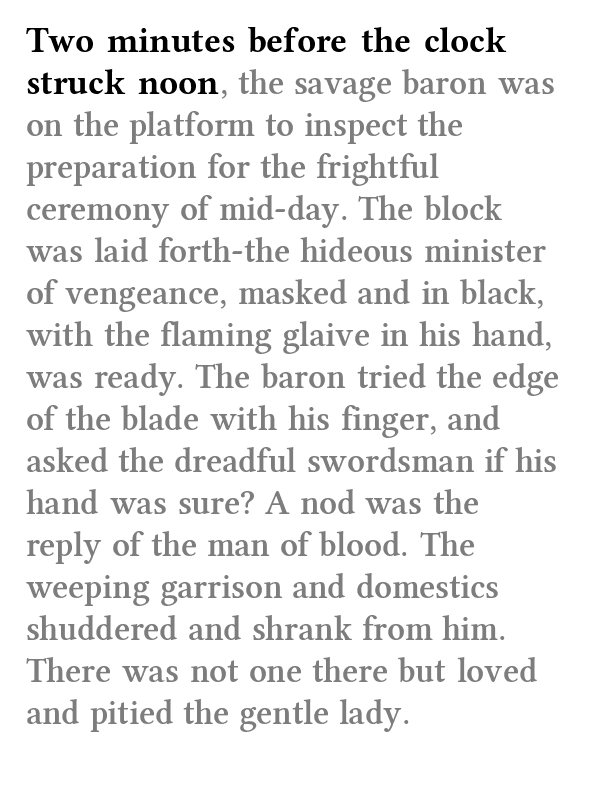 Two minutes before the clock
struck noon, the savage baron was
on the platform to inspect the
preparation for the frightful
ceremony of mid-day. The block
was laid forth-the hideous minister
of vengeance, masked and in black,
with the flaming glaive in his hand,
was ready. The baron tried the edge
of the blade with his finger, and
asked the dreadful swordsman if his
hand was sure? A nod was the
reply of the man of blood. The
weeping garrison and domestics
shuddered and shrank from him.
There was not one there but loved
and pitied the gentle lady.